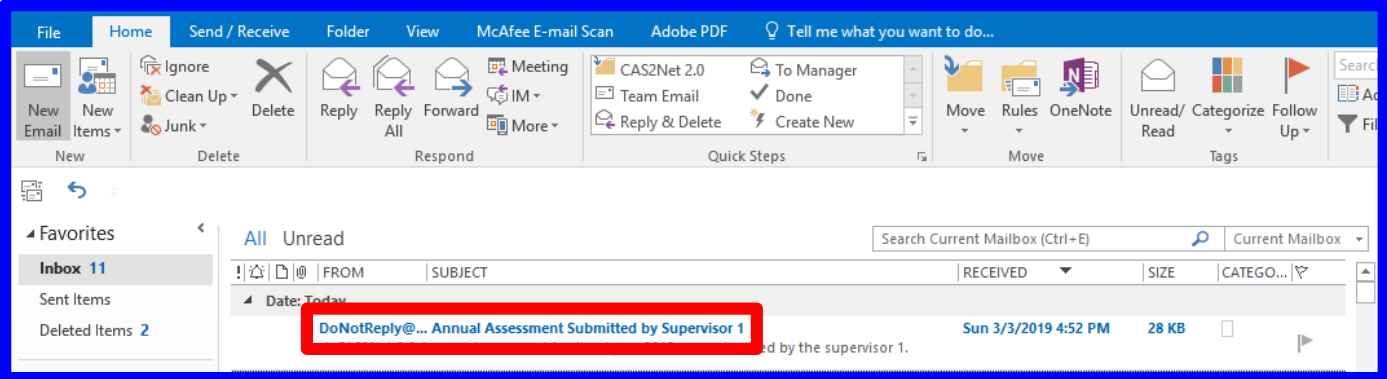 File Home Send / Receive Folder View McAfee E-mail Scan Adobe PDF Tell me what you want to do...
Ignore Meeting CAS2Net 2.0 To Manager Searc
Clean Up IM Team Email Done
New Email New Items Junk Delete Reply Reply All Forward More Reply & Delete Create New Move Rules OneNote Unread/ Read Categorize Follow Up Fil
New Delete Respond Quick Steps Move Tags
Favorites All Unread Search Current Mailbox (Ctrl+E) Current Mailbox
Inbox 11 ! FROM SUBJECT RECEIVED SIZE CATEGO...
Sent Items Date: Today
Deleted Items 2 DoNotReply@... Annual Assessment Submitted by Supervisor 1 Sun 3/3/2019 4:52 PM 28 KB
by the supervisor 1.